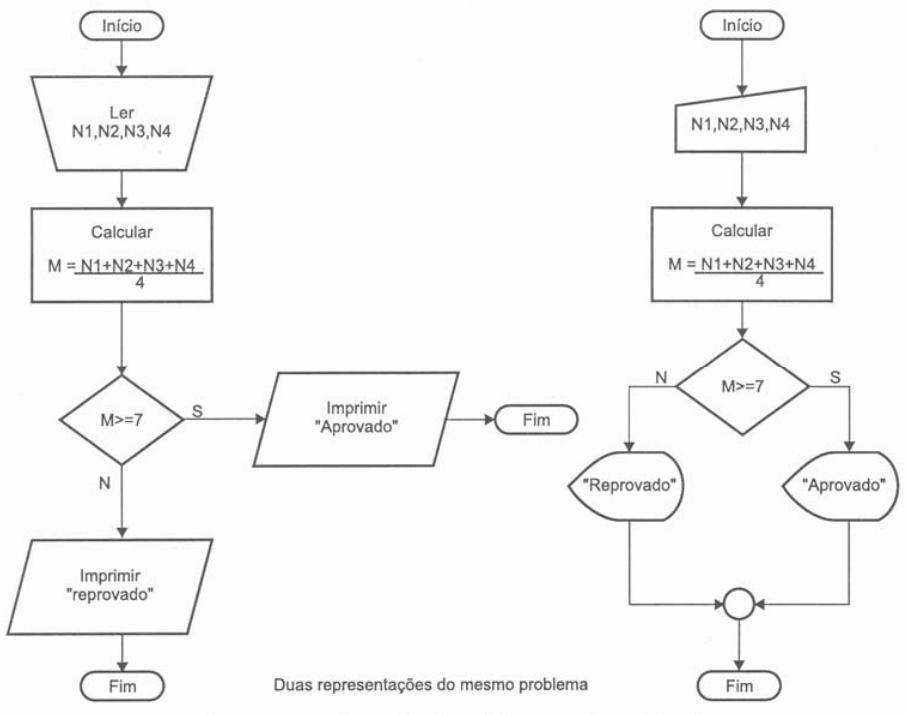 Início
Ler
N1,N2,N3,N4
Calcular
M = N1+N2+N3+N4
4
M>=7
S
Imprimir
"Aprovado"
Fim
N
Imprimir
"reprovado"
Fim
Início
N1,N2,N3,N4
Calcular
M = N1+N2+N3+N4
4
N
M>=7
S
"Reprovado"
"Aprovado"
Fim
Duas representações do mesmo problema